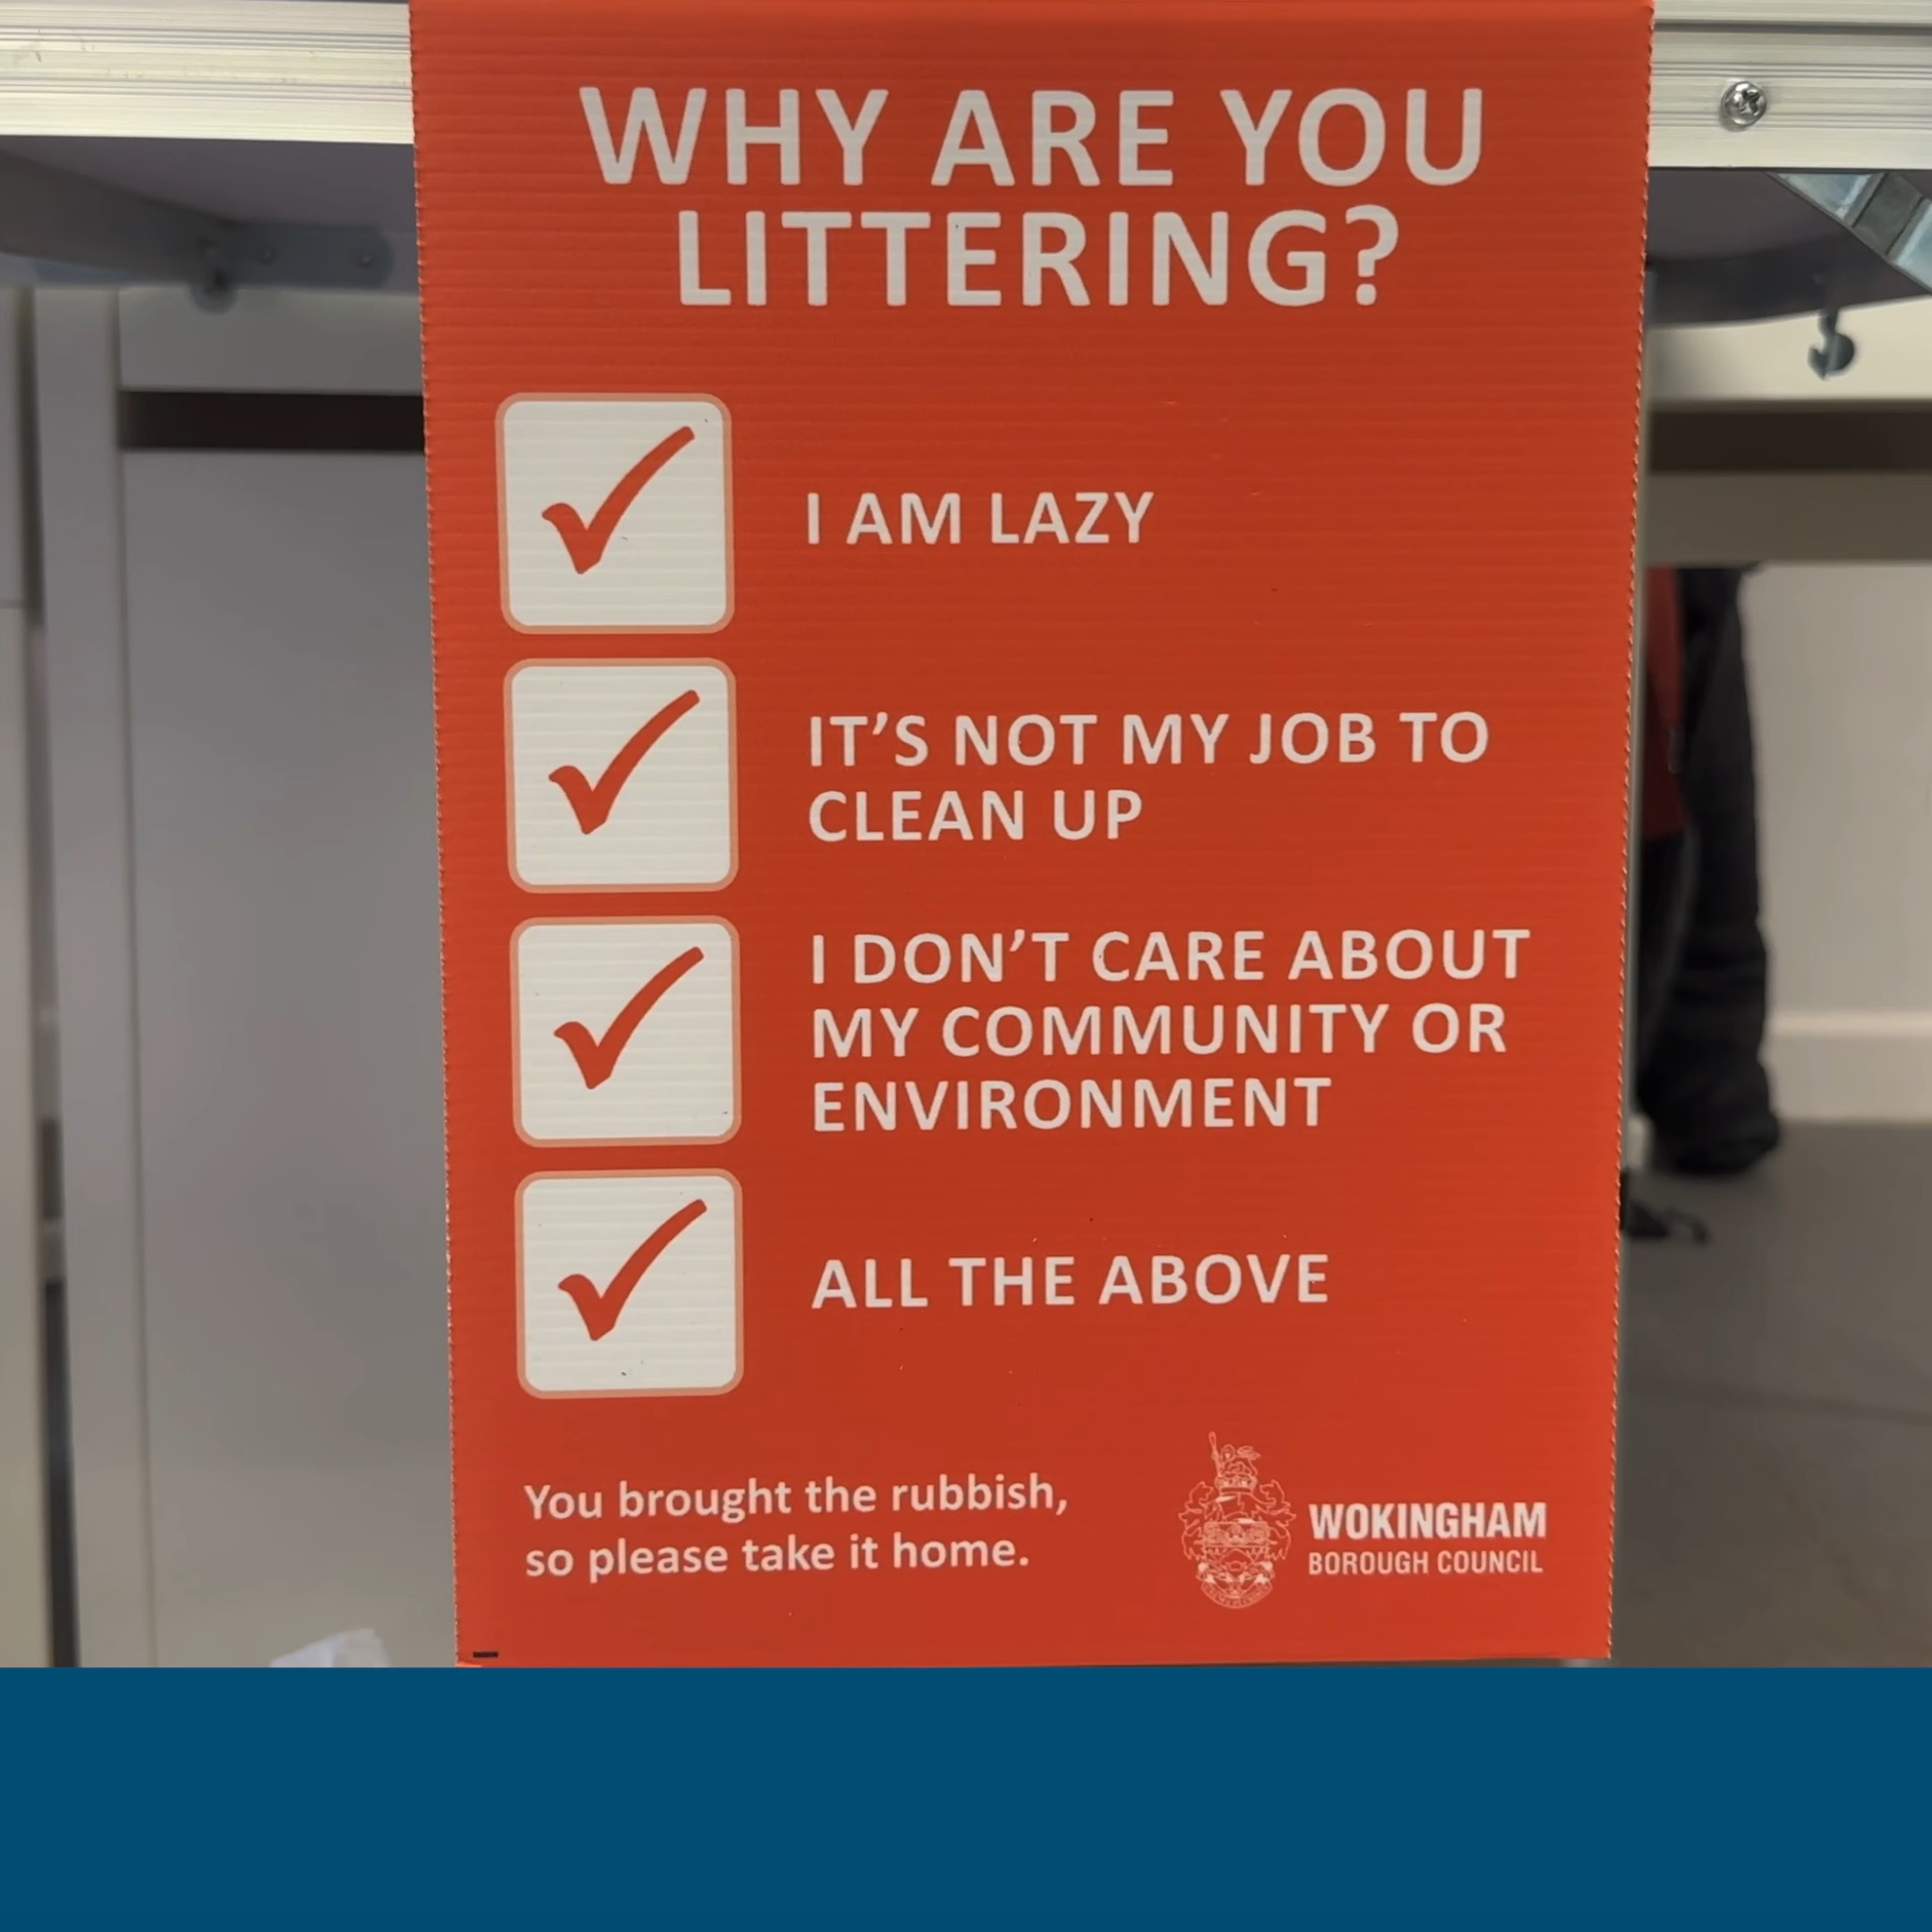 WHY ARE YOU
LITTERING?
I AM LAZY
IT'S NOT MY JOB TO
CLEAN UP
I DON'T CARE ABOUT
MY COMMUNITY OR
ENVIRONMENT
ALL THE ABOVE
You brought the rubbish,
so please take it home.
WOKINGHAM
BOROUGH COUNCIL